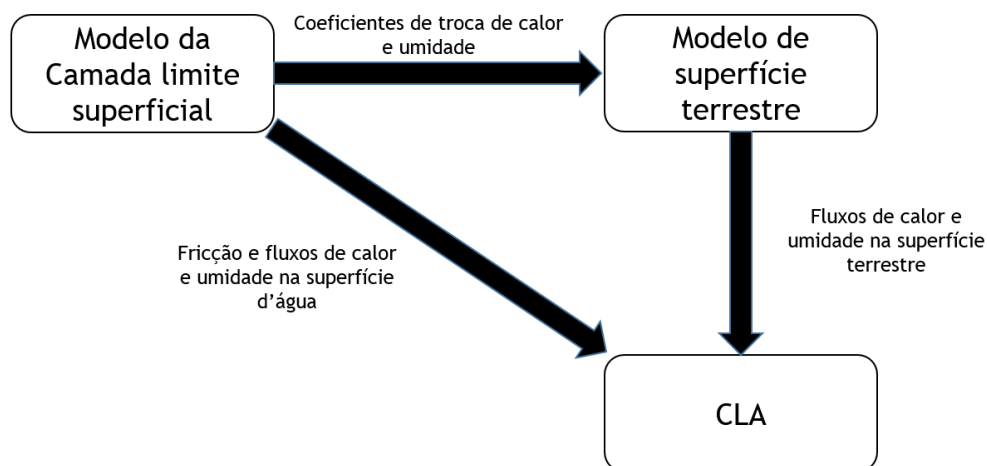 Modelo da
Camada limite
superficial
Coeficientes de troca de calor
e umidade
Modelo de
superfície
terrestre
Fricção e fluxos de calor
e umidade na superfície
d’água
Fluxos de calor e
umidade na superfície
terrestre
CLA